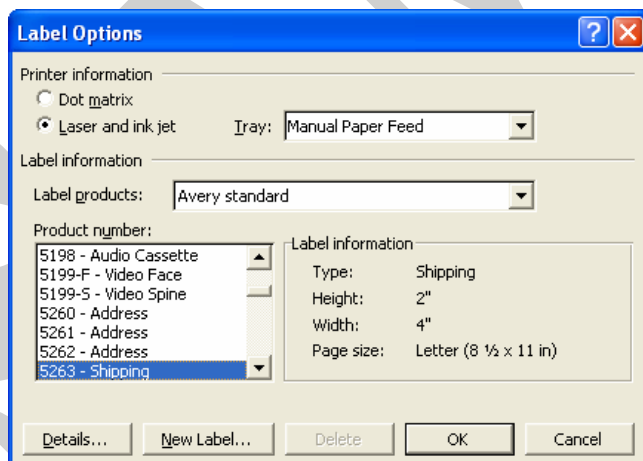 Label Options
Printer information
Dot matrix
Laser and ink jet Tray: Manual Paper Feed
Label information
Label products: Avery standard
Product number:
5198 - Audio Cassette
5199-F - Video Face
5199-S - Video Spine
5260 - Address
5261 - Address
5262 - Address
5263 - Shipping
Label information
Type: Shipping
Height: 2"
Width: 4"
Page size: Letter (8 ½ x 11 in)
Details... New Label... Delete OK Cancel